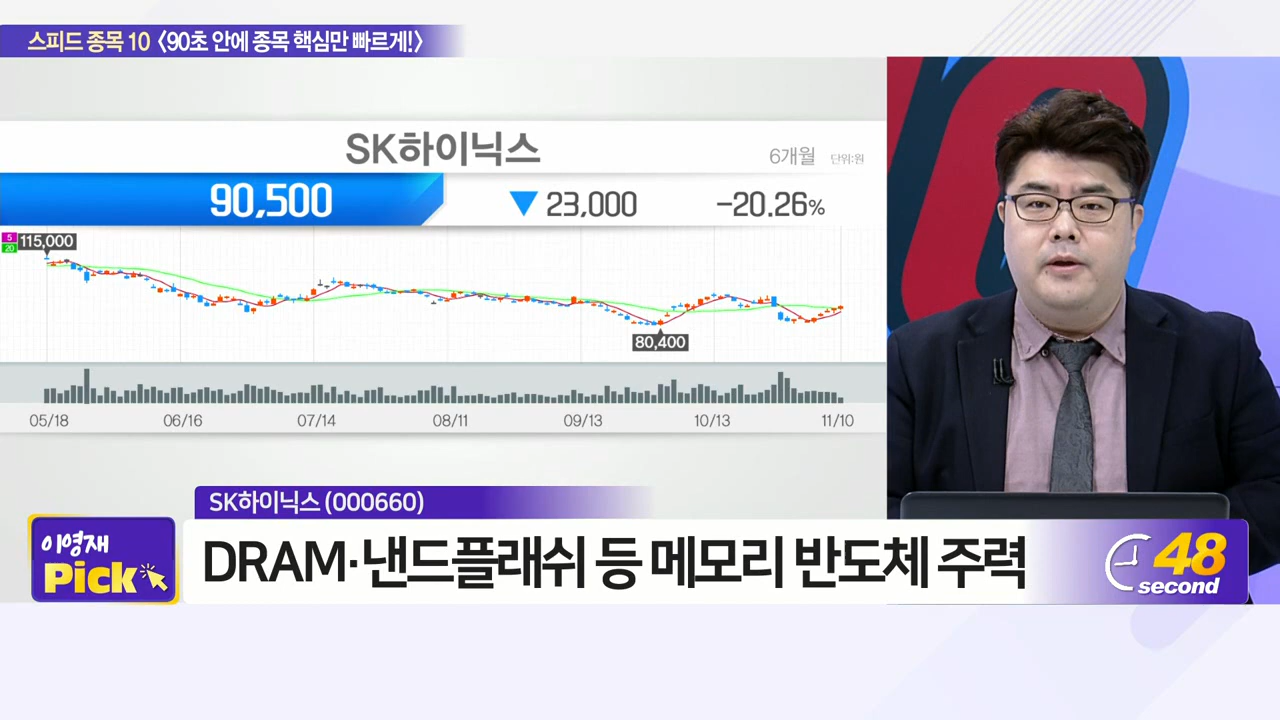 스피드 종목 10 〈90초 안에 종목 핵심만 빠르게!〉
SK하이닉스
6개월 단위:원
90,500 ▼ 23,000 -20.26%
5
20
115,000
80,400
05/18 06/16 07/14 08/11 09/13 10/13 11/10
SK하이닉스 (000660)
이영재
Pick
DRAM·낸드플래쉬 등 메모리 반도체 주력
48
second